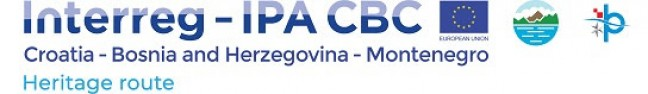 Interreg - IPA CBC
EUROPEAN UNION
Croatia - Bosnia and Herzegovina - Montenegro
Heritage route